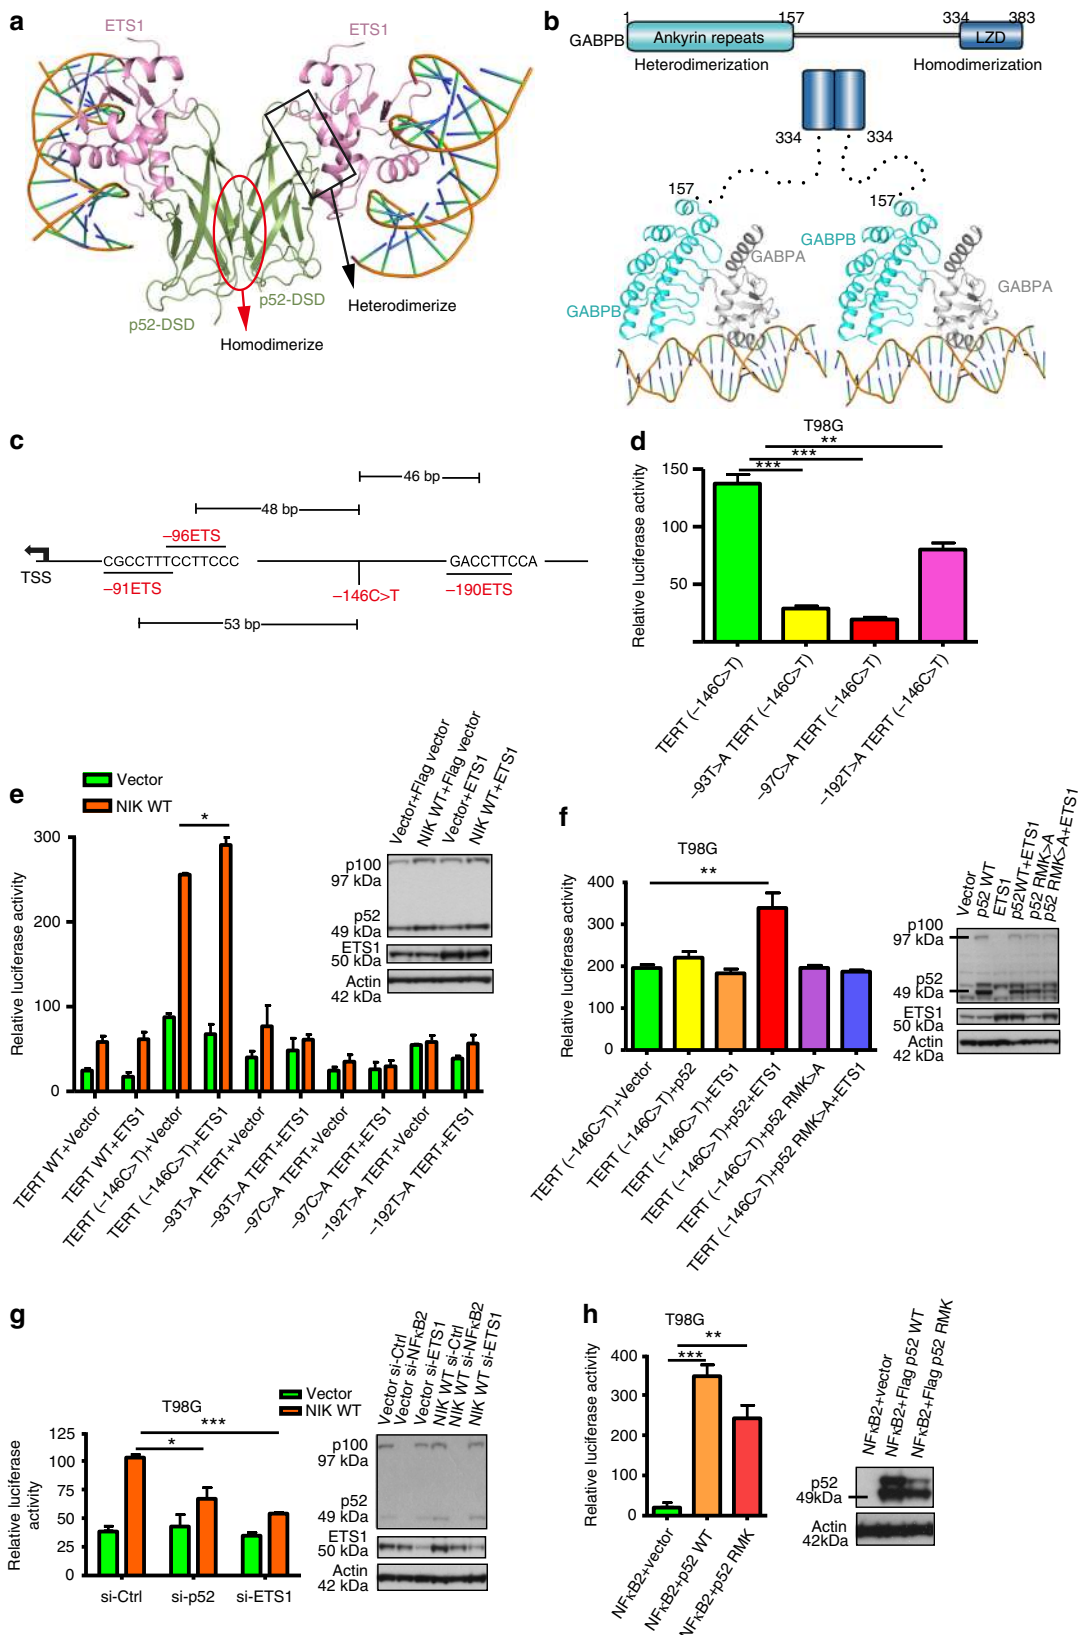 a
ETS1
ETS1
p52-DSD
p52-DSD
Heterodimerize
Homodimerize
b
1
157
334
383
GABPB
Ankyrin repeats
LZD
Heterodimerization
Homodimerization
334
334
157
157
GABPB
GABPA
GABPB
GABPA
c
46 bp
48 bp
–96ETS
CGCCTTTCCTTCCC
GACCTTCCA
TSS
–91ETS
–146C>T
–190ETS
53 bp
d
T98G
**
***
***
Relative luciferase activity
150
100
50
TERT (–146C>T)
–93T>A TERT (–146C>T)
–97C>A TERT (–146C>T)
–192T>A TERT (–146C>T)
e
Vector
NIK WT
*
Relative luciferase activity
300
200
100
0
TERT WT+Vector
TERT WT+ETS1
TERT (–146C>T)+Vector
TERT (–146C>T)+ETS1
–93T>A TERT+Vector
–93T>A TERT+ETS1
–97C>A TERT+Vector
–97C>A TERT+ETS1
–192T>A TERT+Vector
–192T>A TERT+ETS1
Vector+Flag vector
NIK WT+Flag vector
Vector+ETS1
NIK WT+ETS1
p100
97 kDa
p52
49 kDa
ETS1
50 kDa
Actin
42 kDa
f
T98G
**
Relative luciferase activity
400
300
200
100
0
TERT (–146C>T)+Vector
TERT (–146C>T)+p52
TERT (–146C>T)+ETS1
TERT (–146C>T)+p52+ETS1
TERT (–146C>T)+p52 RMK>A
TERT (–146C>T)+p52 RMK>A+ETS1
Vector
p52 WT
ETS1
p52WT+ETS1
p52 RMK>A
p52 RMK>A+ETS1
p100
97 kDa
p52
49 kDa
ETS1
50 kDa
Actin
42 kDa
g
Vector
NIK WT
T98G
***
*
Relative luciferase
activity
125
100
75
50
25
0
si-Ctrl
si-p52
si-ETS1
Vector si-Ctrl
Vector si-NFκB2
Vector si-ETS1
NIK WT si-Ctrl
NIK WT si-NFκB2
NIK WT si-ETS1
p100
97 kDa
p52
49 kDa
ETS1
50 kDa
Actin
42 kDa
h
T98G
**
***
Relative luciferase activity
400
300
200
100
0
NFκB2+vector
NFκB2+p52 WT
NFκB2+p52 RMK
NFκB2+vector
NFκB2+Flag p52 WT
NFκB2+Flag p52 RMK
p52
49kDa
Actin
42kDa